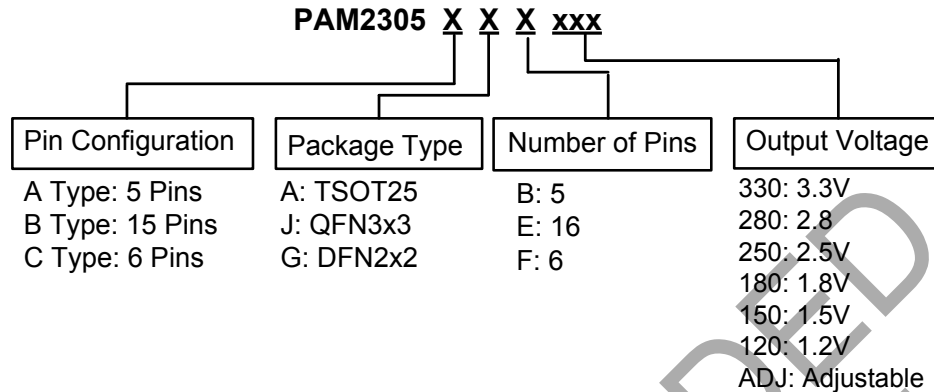 PAM2305 X X X xxx
Pin Configuration
A Type: 5 Pins
B Type: 15 Pins
C Type: 6 Pins
Package Type
A: TSOT25
J: QFN3x3
G: DFN2x2
Number of Pins
B: 5
E: 16
F: 6
Output Voltage
330: 3.3V
280: 2.8
250: 2.5V
180: 1.8V
150: 1.5V
120: 1.2V
ADJ: Adjustable
DED